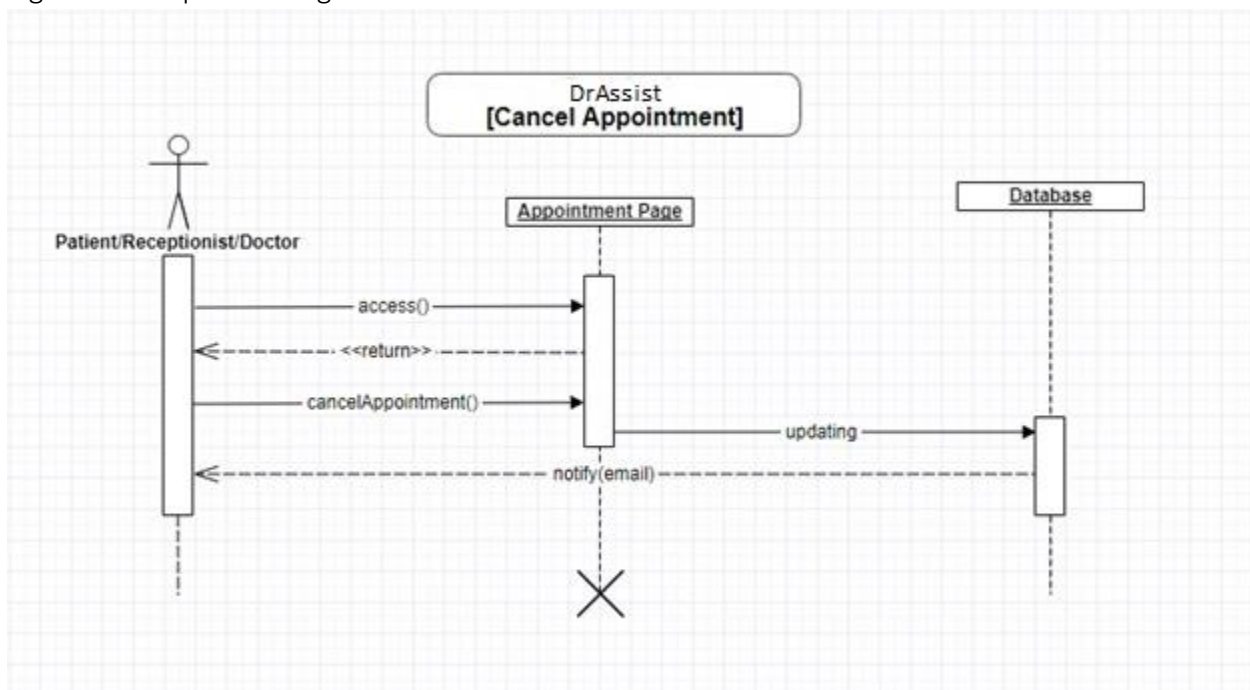 DrAssist
[Cancel Appointment]
Patient/Receptionist/Doctor
Appointment Page
Database
access()
<<return>>
cancelAppointment()
updating
notify(email)